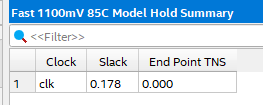 Fast 1100mV 85C Model Hold Summary
<<Filter>>
Clock Slack End Point TNS
1 clk 0.178 0.000